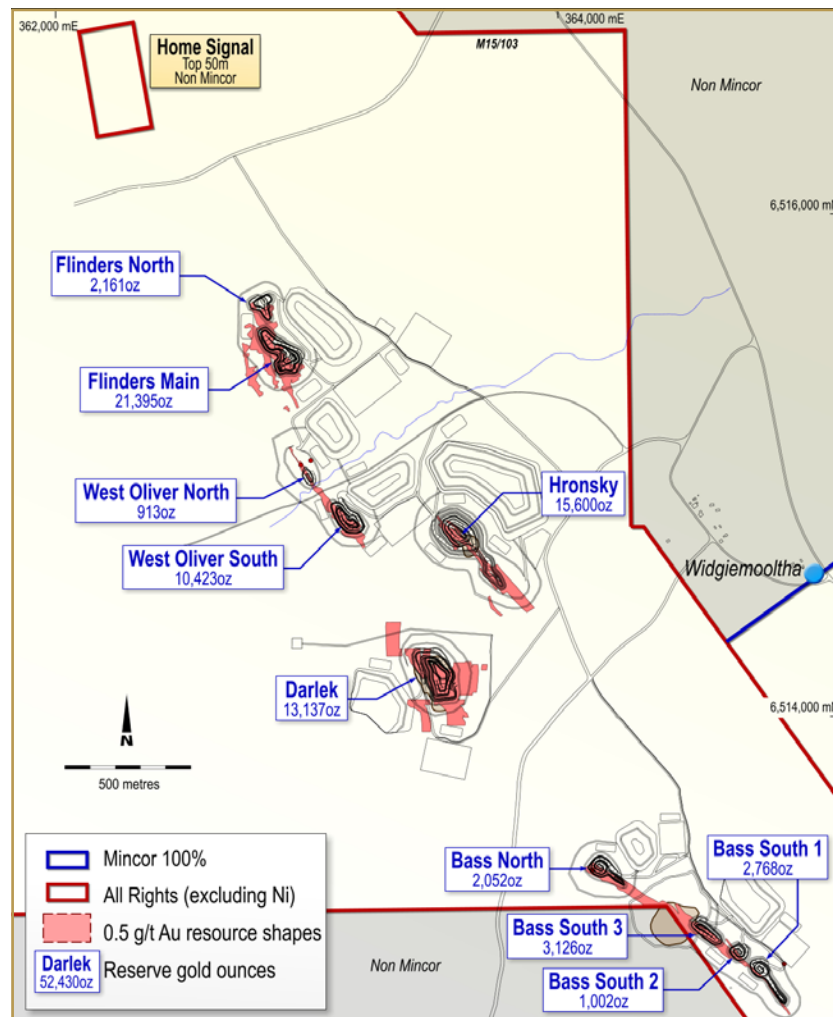 362,000 mE
364,000 mE
M15/103
Home Signal
Top 50m
Non Mincor
Non Mincor
6,516,000 mN
Flinders North
2,161oz
Flinders Main
21,395oz
West Oliver North
913oz
Hronsky
15,600oz
West Oliver South
10,423oz
Widgiemooltha
Darlek
13,137oz
6,514,000 mN
N
500 metres
Bass North
2,052oz
Bass South 1
2,768oz
Bass South 3
3,126oz
Bass South 2
1,002oz
Non Mincor
Mincor 100%
All Rights (excluding Ni)
0.5 g/t Au resource shapes
Darlek
52,430oz
Reserve gold ounces